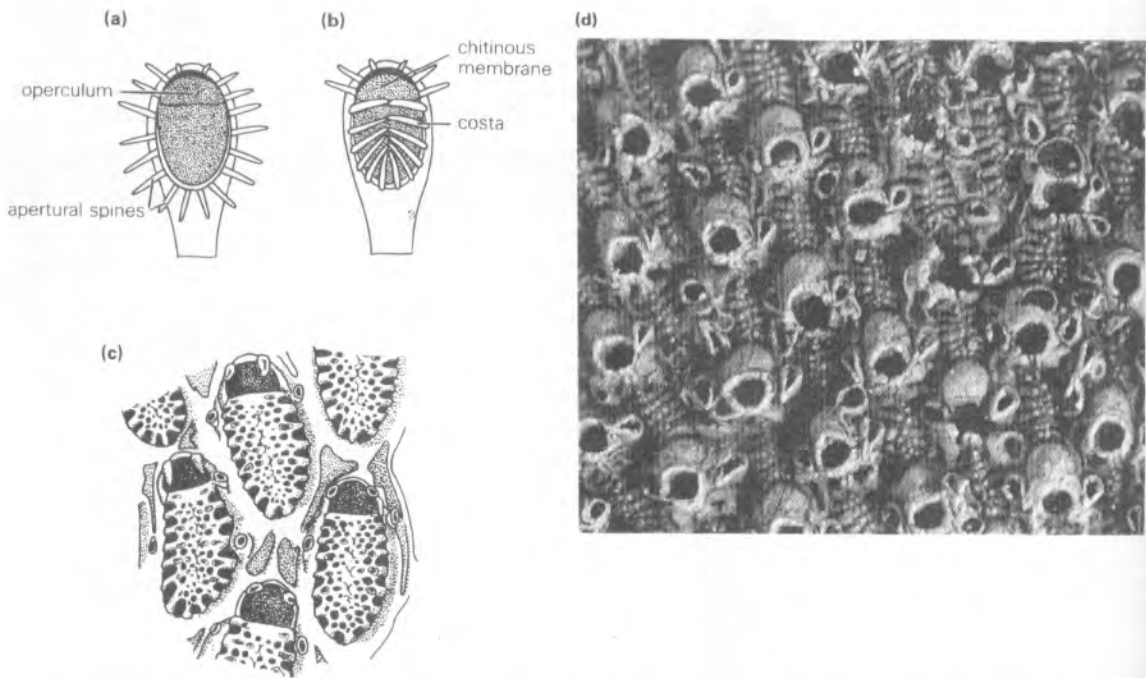 (a)
(b)
(d)
operculum
chitinous
membrane
costa
apertural spines
(c)